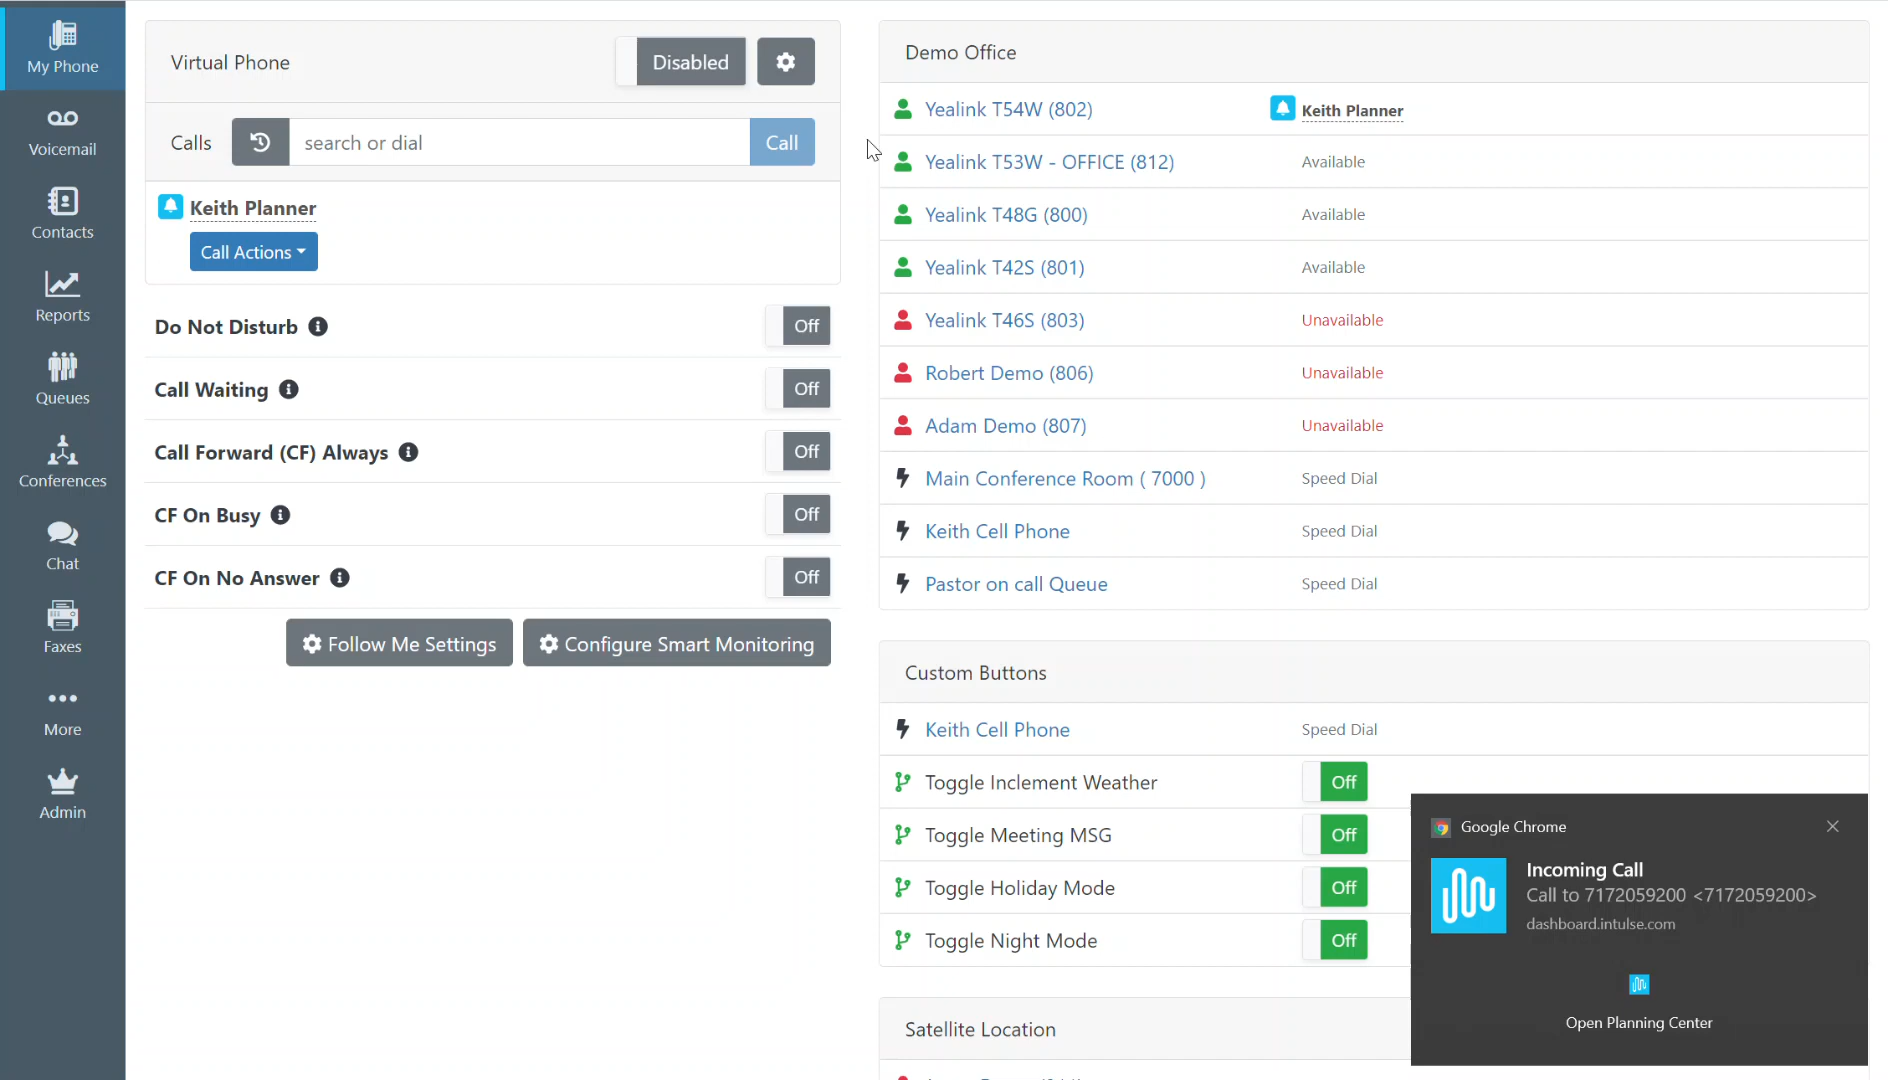 My Phone
Voicemail
Contacts
Reports
Queues
Conferences
Chat
Faxes
More
Admin
Virtual Phone
Disabled
Calls
search or dial
Call
Keith Planner
Call Actions
Do Not Disturb
Off
Call Waiting
Off
Call Forward (CF) Always
Off
CF On Busy
Off
CF On No Answer
Off
Follow Me Settings
Configure Smart Monitoring
Demo Office
Yealink T54W (802)
Keith Planner
Yealink T53W - OFFICE (812)
Available
Yealink T48G (800)
Available
Yealink T42S (801)
Available
Yealink T46S (803)
Unavailable
Robert Demo (806)
Unavailable
Adam Demo (807)
Unavailable
Main Conference Room ( 7000 )
Speed Dial
Keith Cell Phone
Speed Dial
Pastor on call Queue
Speed Dial
Custom Buttons
Keith Cell Phone
Speed Dial
Toggle Inclement Weather
Off
Toggle Meeting MSG
Off
Toggle Holiday Mode
Off
Toggle Night Mode
Off
Satellite Location
Google Chrome
Incoming Call
Call to 7172059200 <7172059200>
dashboard.intulse.com
Open Planning Center